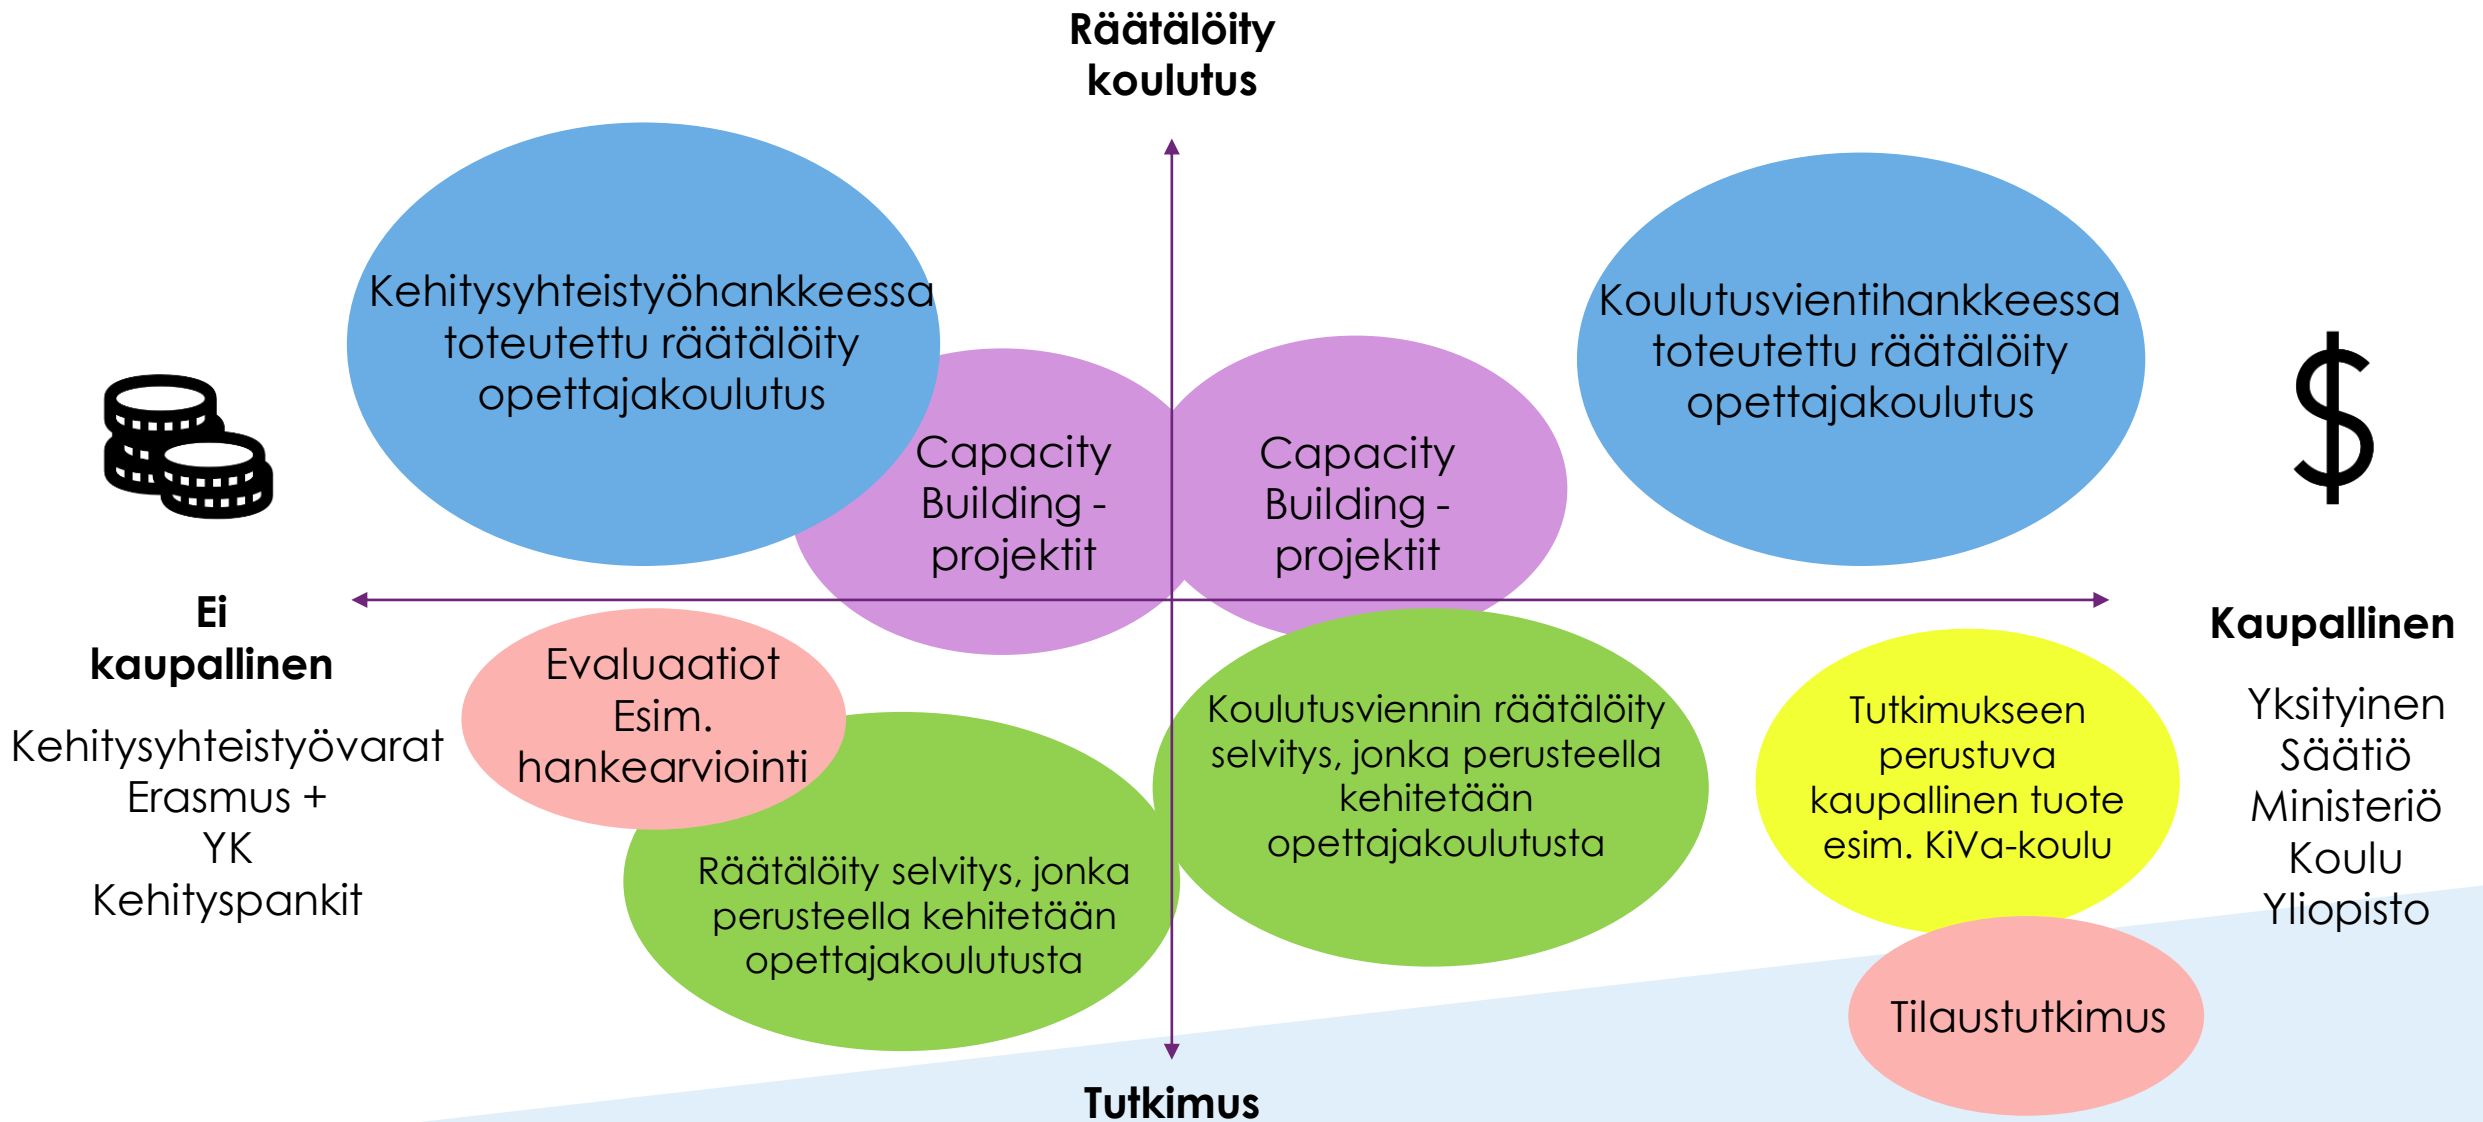 Räätälöity
koulutus
Kehitysyhteistyöhankkeessa
toteutettu räätälöity
opettajakoulutus
Capacity
Building -
projektit
Capacity
Building -
projektit
Koulutusvientihankkeessa
toteutettu räätälöity
opettajakoulutus
Ei
kaupallinen
Kehitysyhteistyövarat
Erasmus +
YK
Kehityspankit
Evaluaatiot
Esim.
hankearviointi
Räätälöity selvitys, jonka
perusteella kehitetään
opettajakoulutusta
Koulutusviennin räätälöity
selvitys, jonka perusteella
kehitetään
opettajakoulutusta
Tutkimukseen
perustuva
kaupallinen tuote
esim. KiVa-koulu
Tilaustutkimus
Kaupallinen
Yksityinen
Säätiö
Ministeriö
Koulu
Yliopisto
Tutkimus